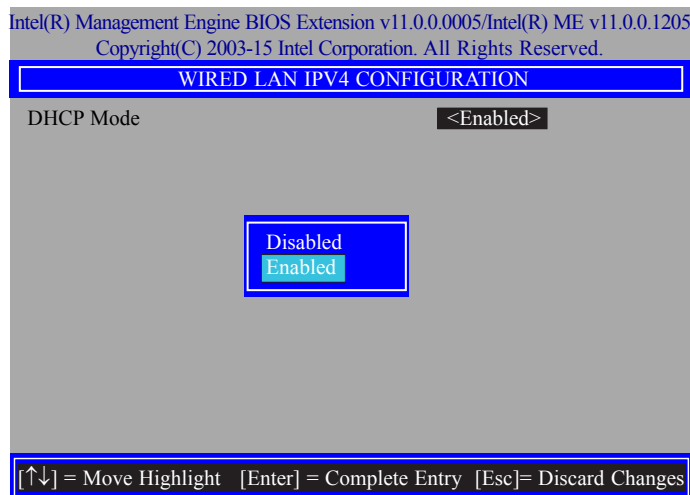 Intel(R) Management Engine BIOS Extension v11.0.0.0005/Intel(R) ME v11.0.0.1205
Copyright(C) 2003-15 Intel Corporation. All Rights Reserved.
WIRED LAN IPV4 CONFIGURATION
DHCP Mode <Enabled>
Disabled
Enabled
[↑↓] = Move Highlight [Enter] = Complete Entry [Esc]= Discard Changes